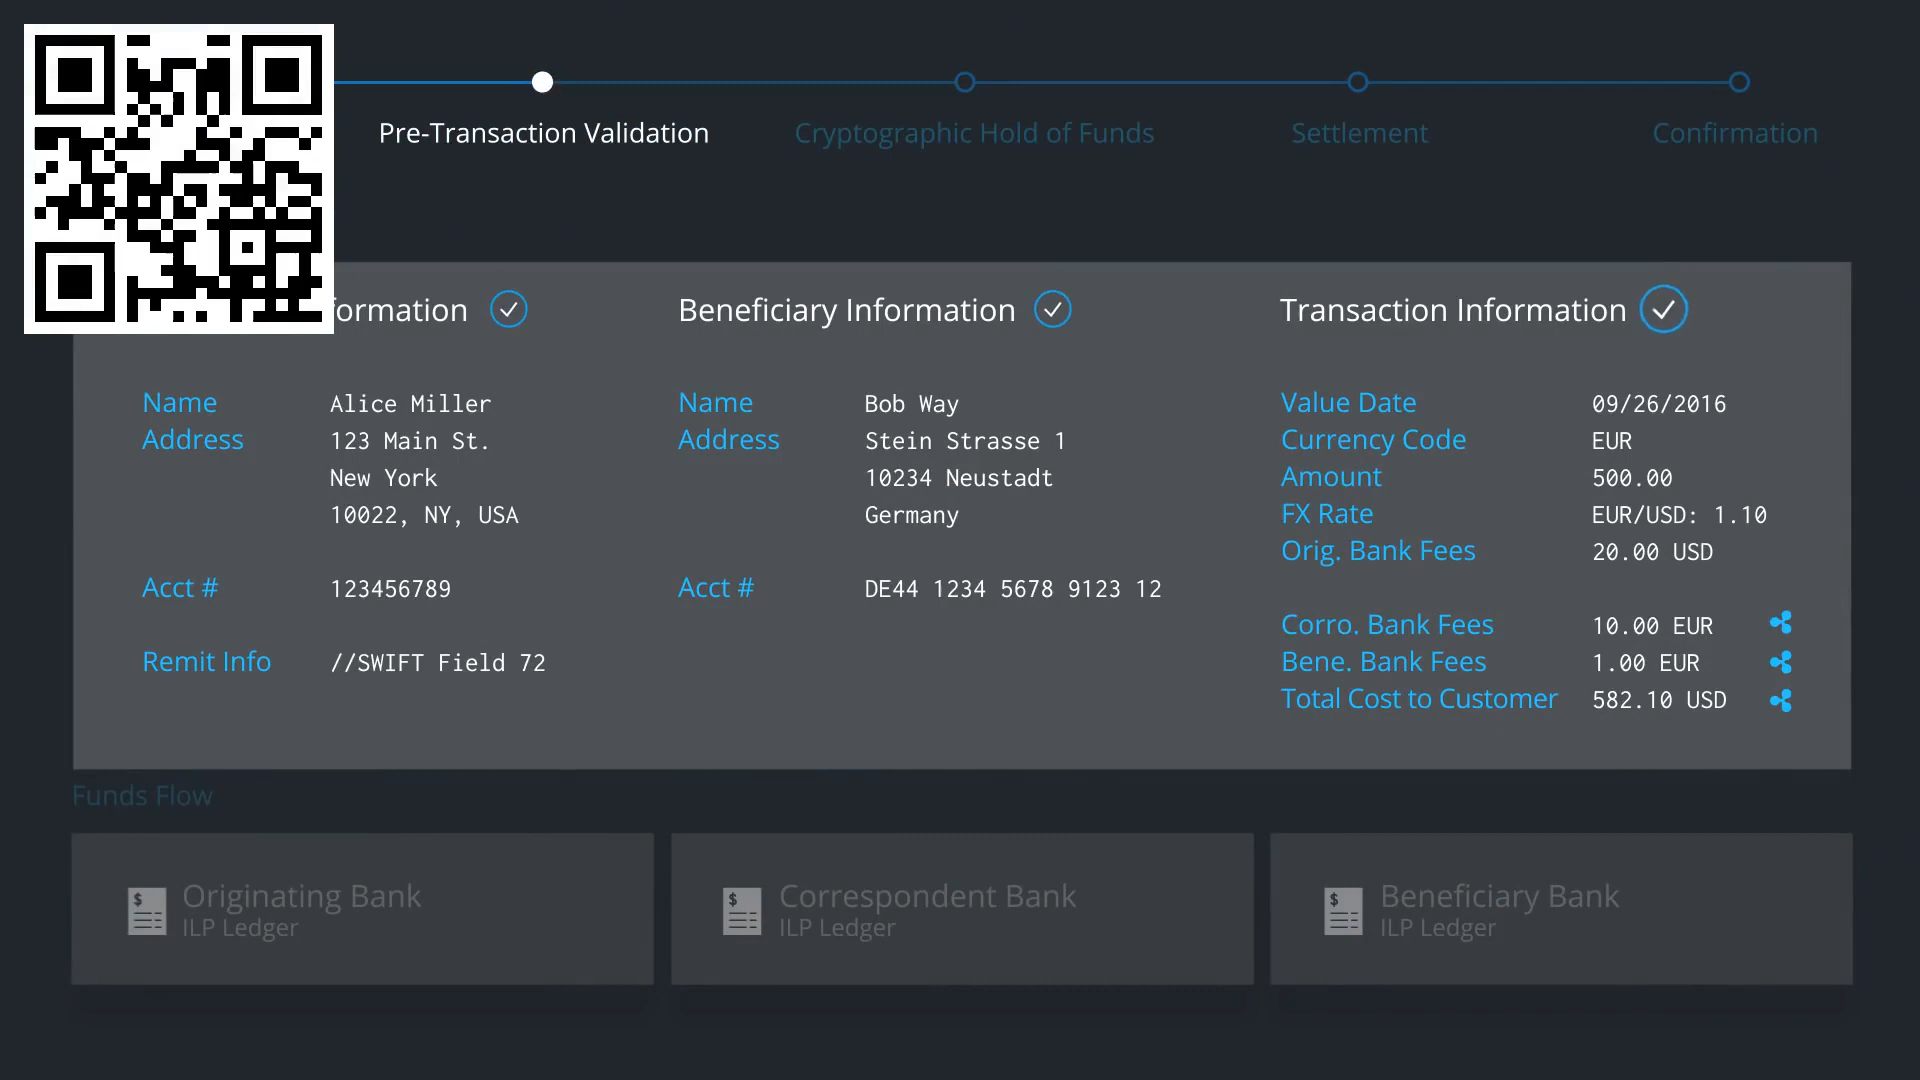 Pre-Transaction Validation
Cryptographic Hold of Funds
Settlement
Confirmation
formation
Beneficiary Information
Transaction Information
Name Alice Miller
Address 123 Main St.
New York
10022, NY, USA
Acct # 123456789
Remit Info //SWIFT Field 72
Name Bob Way
Address Stein Strasse 1
10234 Neustadt
Germany
Acct # DE44 1234 5678 9123 12
Value Date 09/26/2016
Currency Code EUR
Amount 500.00
FX Rate EUR/USD: 1.10
Orig. Bank Fees 20.00 USD
Corro. Bank Fees 10.00 EUR
Bene. Bank Fees 1.00 EUR
Total Cost to Customer 582.10 USD
Funds Flow
$ Originating Bank
ILP Ledger
$ Correspondent Bank
ILP Ledger
$ Beneficiary Bank
ILP Ledger